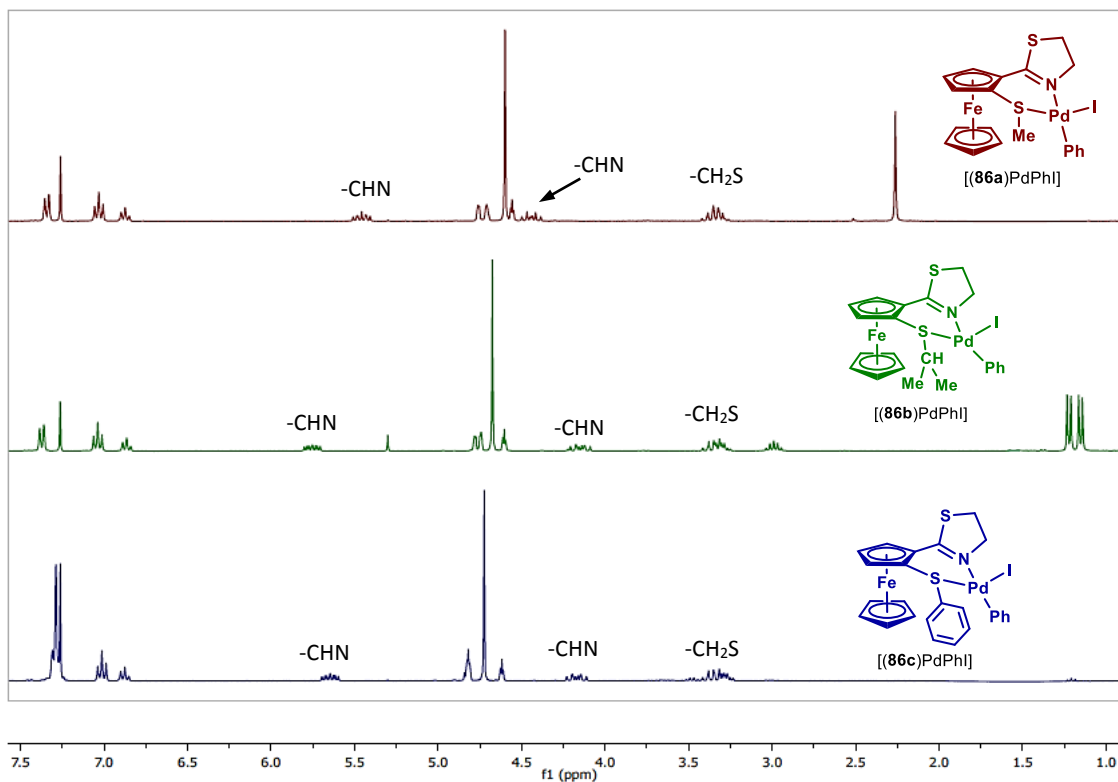 S
N
Fe
S
Pd
I
Me
Ph
[(86a)PdPhI]
-CHN
-CHN
-CH₂S
S
N
Fe
S
Pd
I
CH
Ph
Me
Me
[(86b)PdPhI]
-CHN
-CHN
-CH₂S
S
N
Fe
S
Pd
I
Ph
[(86c)PdPhI]
-CHN
-CHN
-CH₂S
7.5 7.0 6.5 6.0 5.5 5.0 4.5 4.0 3.5 3.0 2.5 2.0 1.5 1.0
f1 (ppm)